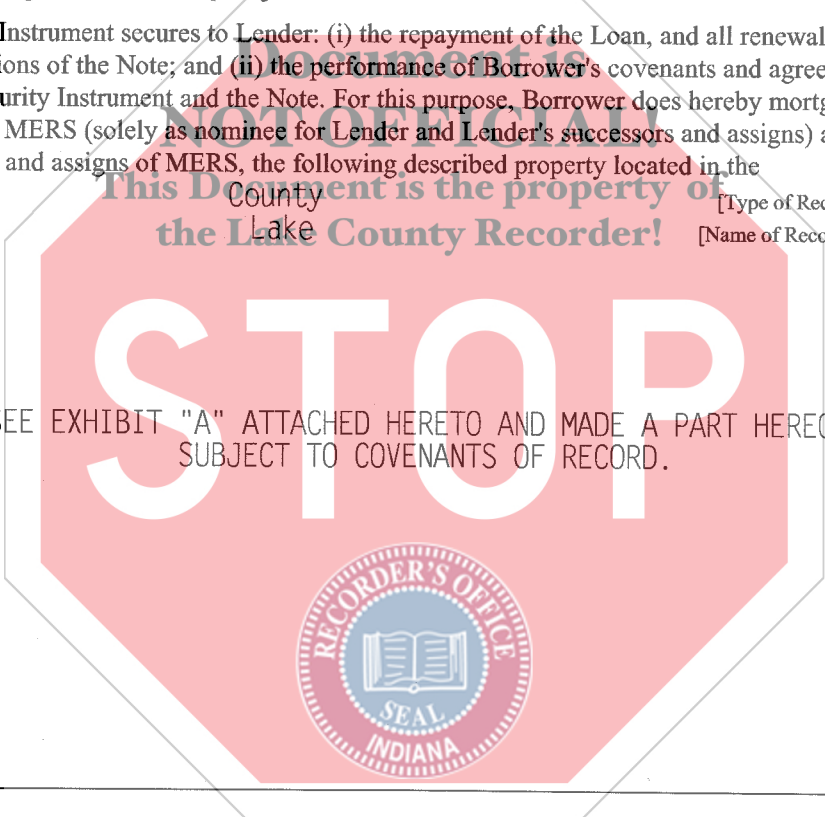 Instrument secures to Lender: (i) the repayment of the Loan, and all renewal
ions of the Note; and (ii) the performance of Borrower's covenants and agree
urity Instrument and the Note. For this purpose, Borrower does hereby mortg
MERS (solely as nominee for Lender and Lender's successors and assigns) a
and assigns of MERS, the following described property located in the
Document is
NOT OFFICIAL!
This Document is the property of
the Lake County Recorder!
County [Type of Rec
Lake [Name of Reco
STOP
SEE EXHIBIT "A" ATTACHED HERETO AND MADE A PART HEREO
SUBJECT TO COVENANTS OF RECORD.
RECORDER'S OFFICE
SEAL
INDIANA